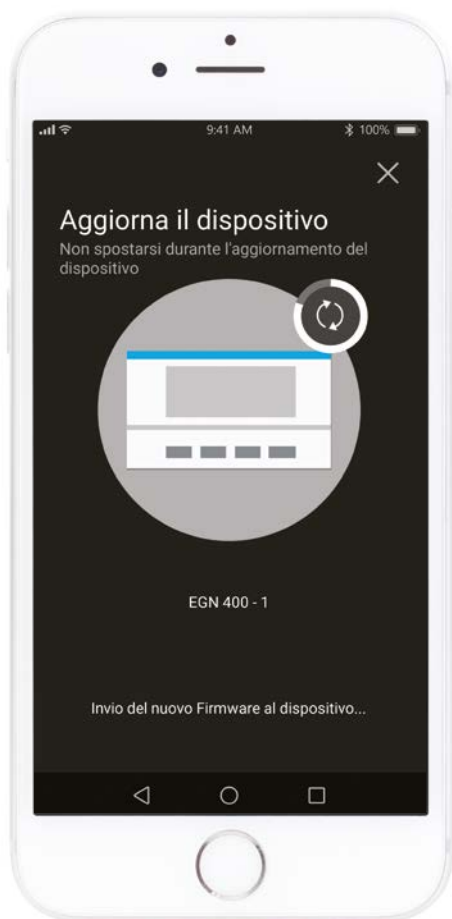 9:41 AM
100%
Aggiorna il dispositivo
Non spostarsi durante l'aggiornamento del
dispositivo
EGN 400 - 1
Invio del nuovo Firmware al dispositivo...